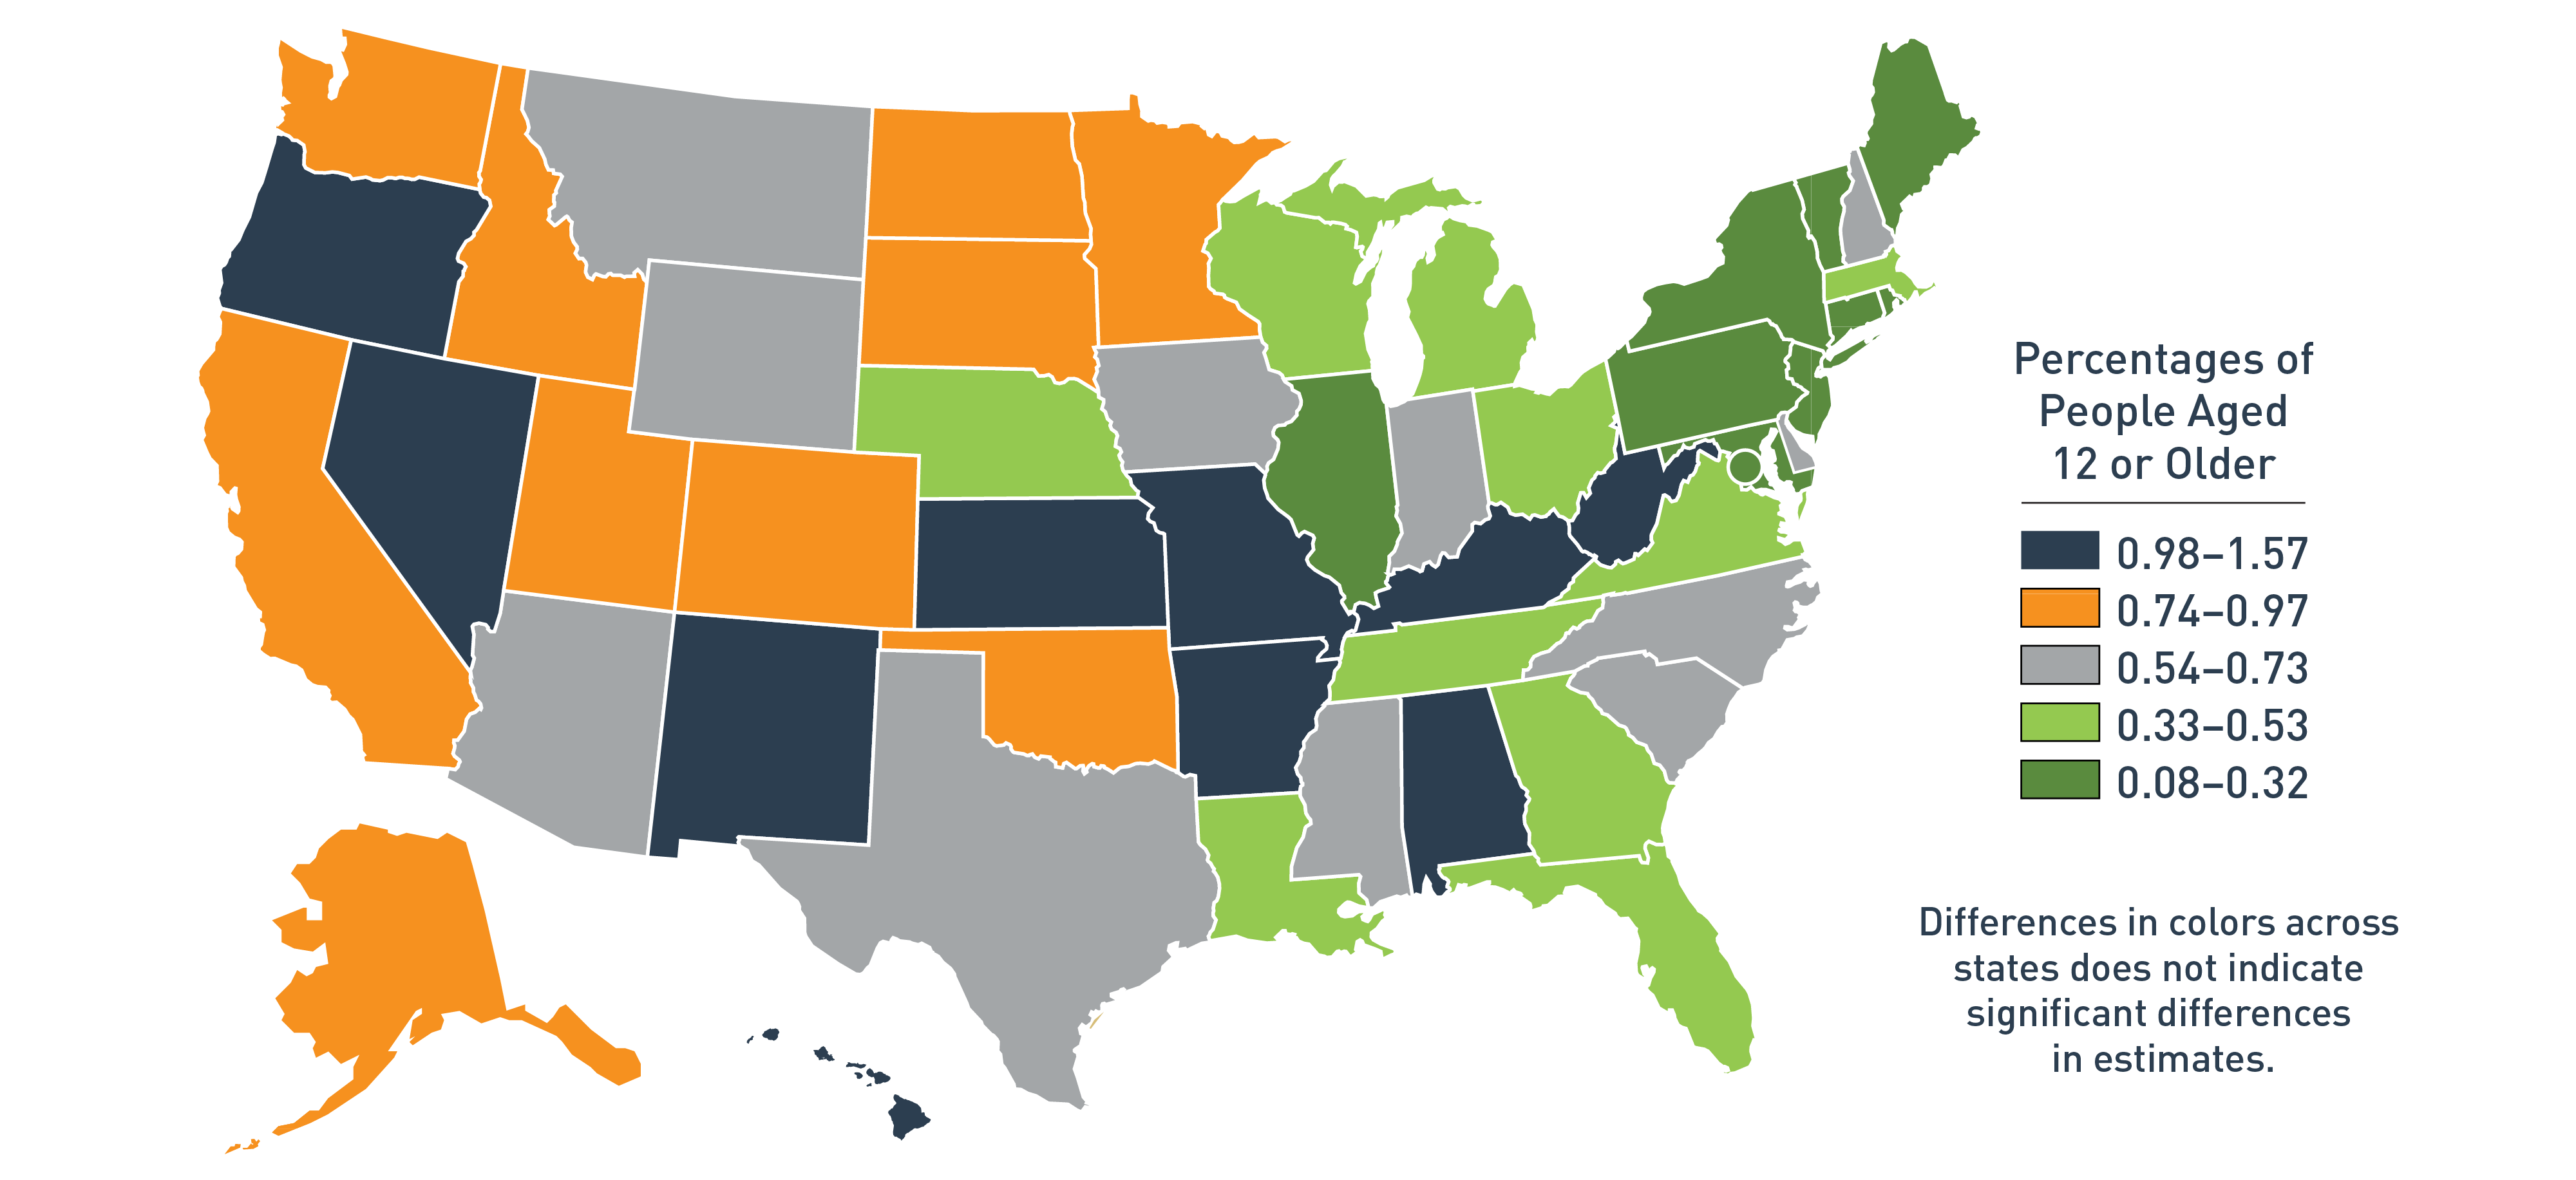 Percentages of
People Aged
12 or Older
0.98–1.57
0.74–0.97
0.54–0.73
0.33–0.53
0.08–0.32
Differences in colors across
states does not indicate
significant differences
in estimates.